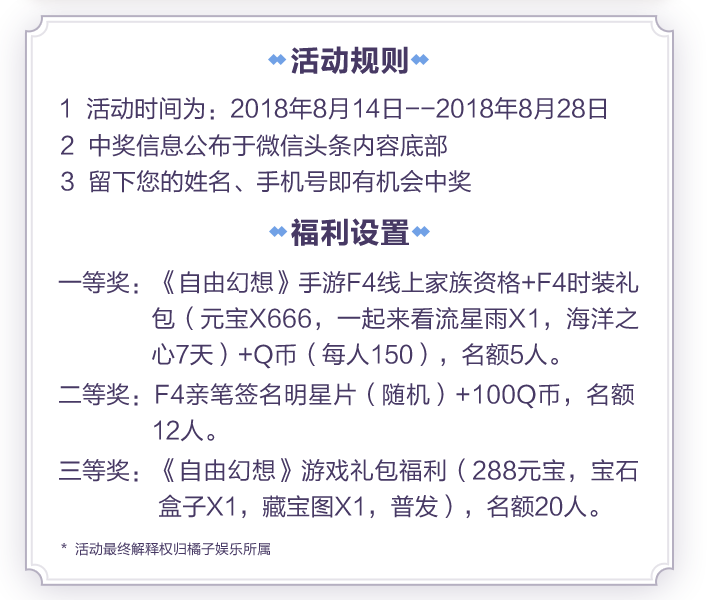 活动规则
1 活动时间为：2018年8月14日--2018年8月28日
2 中奖信息公布于微信头条内容底部
3 留下您的姓名、手机号即有机会中奖
福利设置
一等奖：《自由幻想》手游F4线上家族资格+F4时装礼
包（元宝X666，一起来看流星雨X1，海洋之
心7天）+Q币（每人150），名额5人。
二等奖：F4亲笔签名明星片（随机）+100Q币，名额
12人。
三等奖：《自由幻想》游戏礼包福利（288元宝，宝石
盒子X1，藏宝图X1，普发），名额20人。
* 活动最终解释权归橘子娱乐所属